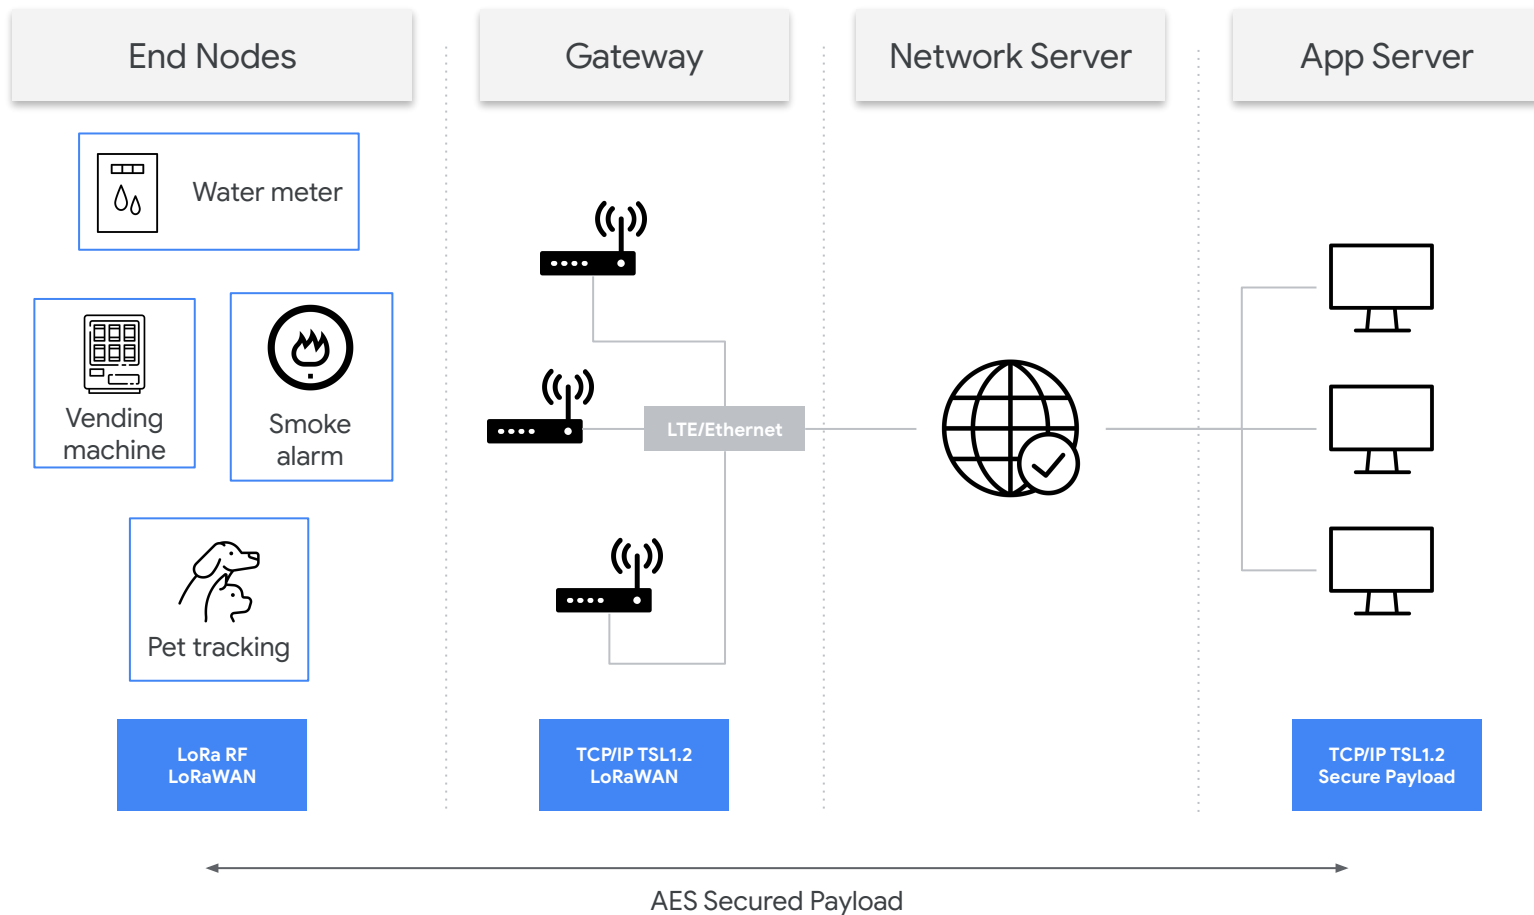 End Nodes
Gateway
Network Server
App Server
Water meter
Vending
machine
Smoke
alarm
Pet tracking
LTE/Ethernet
LoRa RF
LoRaWAN
TCP/IP TSL1.2
LoRaWAN
TCP/IP TSL1.2
Secure Payload
AES Secured Payload